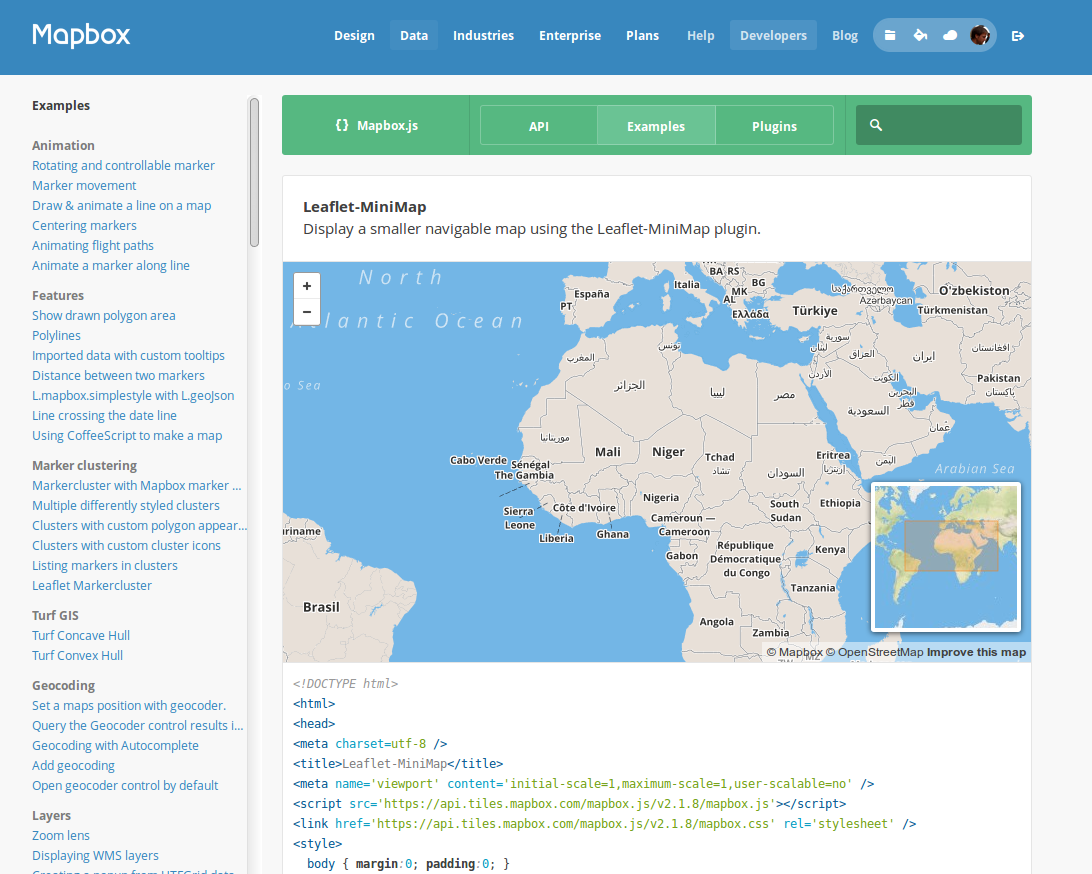 Mapbox
Design Data Industries Enterprise Plans Help Developers Blog
Examples
Animation
Rotating and controllable marker
Marker movement
Draw & animate a line on a map
Centering markers
Animating flight paths
Animate a marker along line
Features
Show drawn polygon area
Polylines
Imported data with custom tooltips
Distance between two markers
L.mapbox.simplestyle with L.geoJson
Line crossing the date line
Using CoffeeScript to make a map
Marker clustering
Markercluster with Mapbox marker ...
Multiple differently styled clusters
Clusters with custom polygon appear...
Clusters with custom cluster icons
Listing markers in clusters
Leaflet Markercluster
Turf GIS
Turf Concave Hull
Turf Convex Hull
Geocoding
Set a maps position with geocoder.
Query the Geocoder control results i...
Geocoding with Autocomplete
Add geocoding
Open geocoder control by default
Layers
Zoom lens
Displaying WMS layers
{} Mapbox.js API Examples Plugins
Leaflet-MiniMap
Display a smaller navigable map using the Leaflet-MiniMap plugin.
+
−
North
lantic Ocean
o Sea
España
PT
Italia
BA RS
BG
MK
AL
Ελλάδα
Türkiye
საქართველო
Azərbaycan
O'zbekiston
Türkmenistan
تونس
المغرب
الجزائر
ليبيا
مصر
سورية
لبنان
الأردن
العراق
ايران
افغانستان
الكويت
البحرين
قطر
Pakistan
پاکستان
السعودية
عمان
اليمن
موريتانيا
Mali
Niger
Tchad
تشاد
السودان
Eritrea
إريتريا
Arabian Sea
Cabo Verde
Sénégal
The Gambia
Sierra
Leone
Côte d'Ivoire
Liberia
Ghana
Nigeria
Cameroun —
Cameroon
South
Sudan
Ethiopia
Gabon
République
Démocratique
du Congo
Kenya
Tanzania
Angola
Zambia
ZW
MZ
uriname
Brasil
© Mapbox © OpenStreetMap Improve this map
<!DOCTYPE html>
<html>
<head>
<meta charset=utf-8 />
<title>Leaflet-MiniMap</title>
<meta name='viewport' content='initial-scale=1,maximum-scale=1,user-scalable=no' />
<script src='https://api.tiles.mapbox.com/mapbox.js/v2.1.8/mapbox.js'></script>
<link href='https://api.tiles.mapbox.com/mapbox.js/v2.1.8/mapbox.css' rel='stylesheet' />
<style>
body { margin:0; padding:0; }